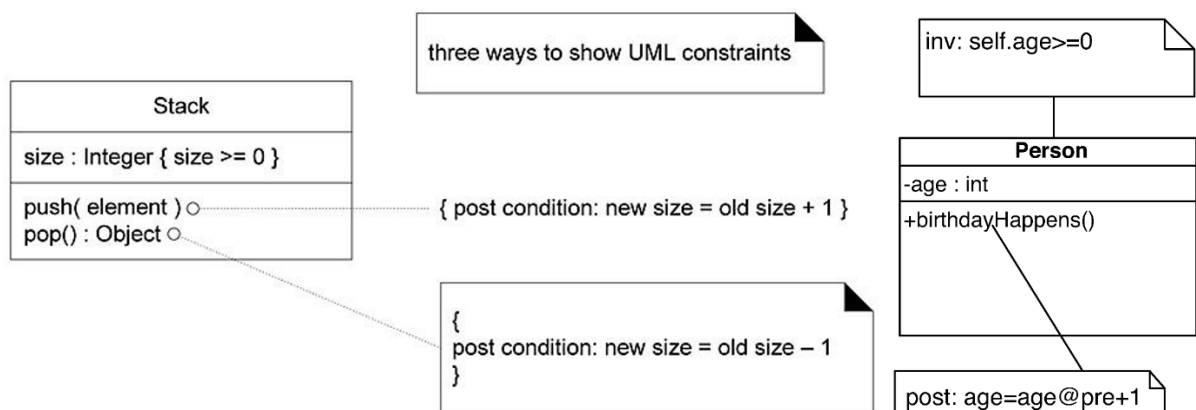 three ways to show UML constraints
Stack
size : Integer { size >= 0 }
push( element )
pop() : Object
{ post condition: new size = old size + 1 }
{
post condition: new size = old size – 1
}
inv: self.age>=0
Person
-age : int
+birthdayHappens()
post: age=age@pre+1